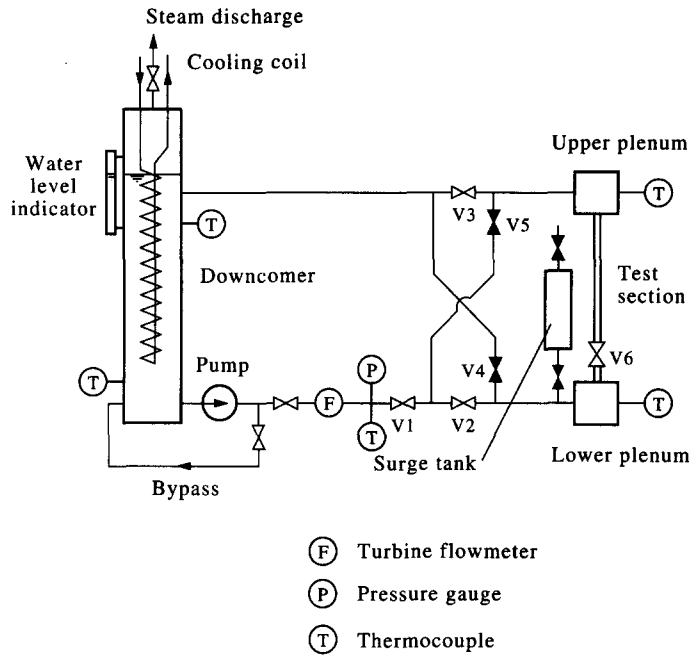 Steam discharge
Cooling coil
Water
level
indicator
Upper plenum
T
T
V3
V5
Downcomer
Test
section
Pump
P
V4
V6
T
F
T
T
V1
V2
Surge tank
Lower plenum
Bypass
F Turbine flowmeter
P Pressure gauge
T Thermocouple